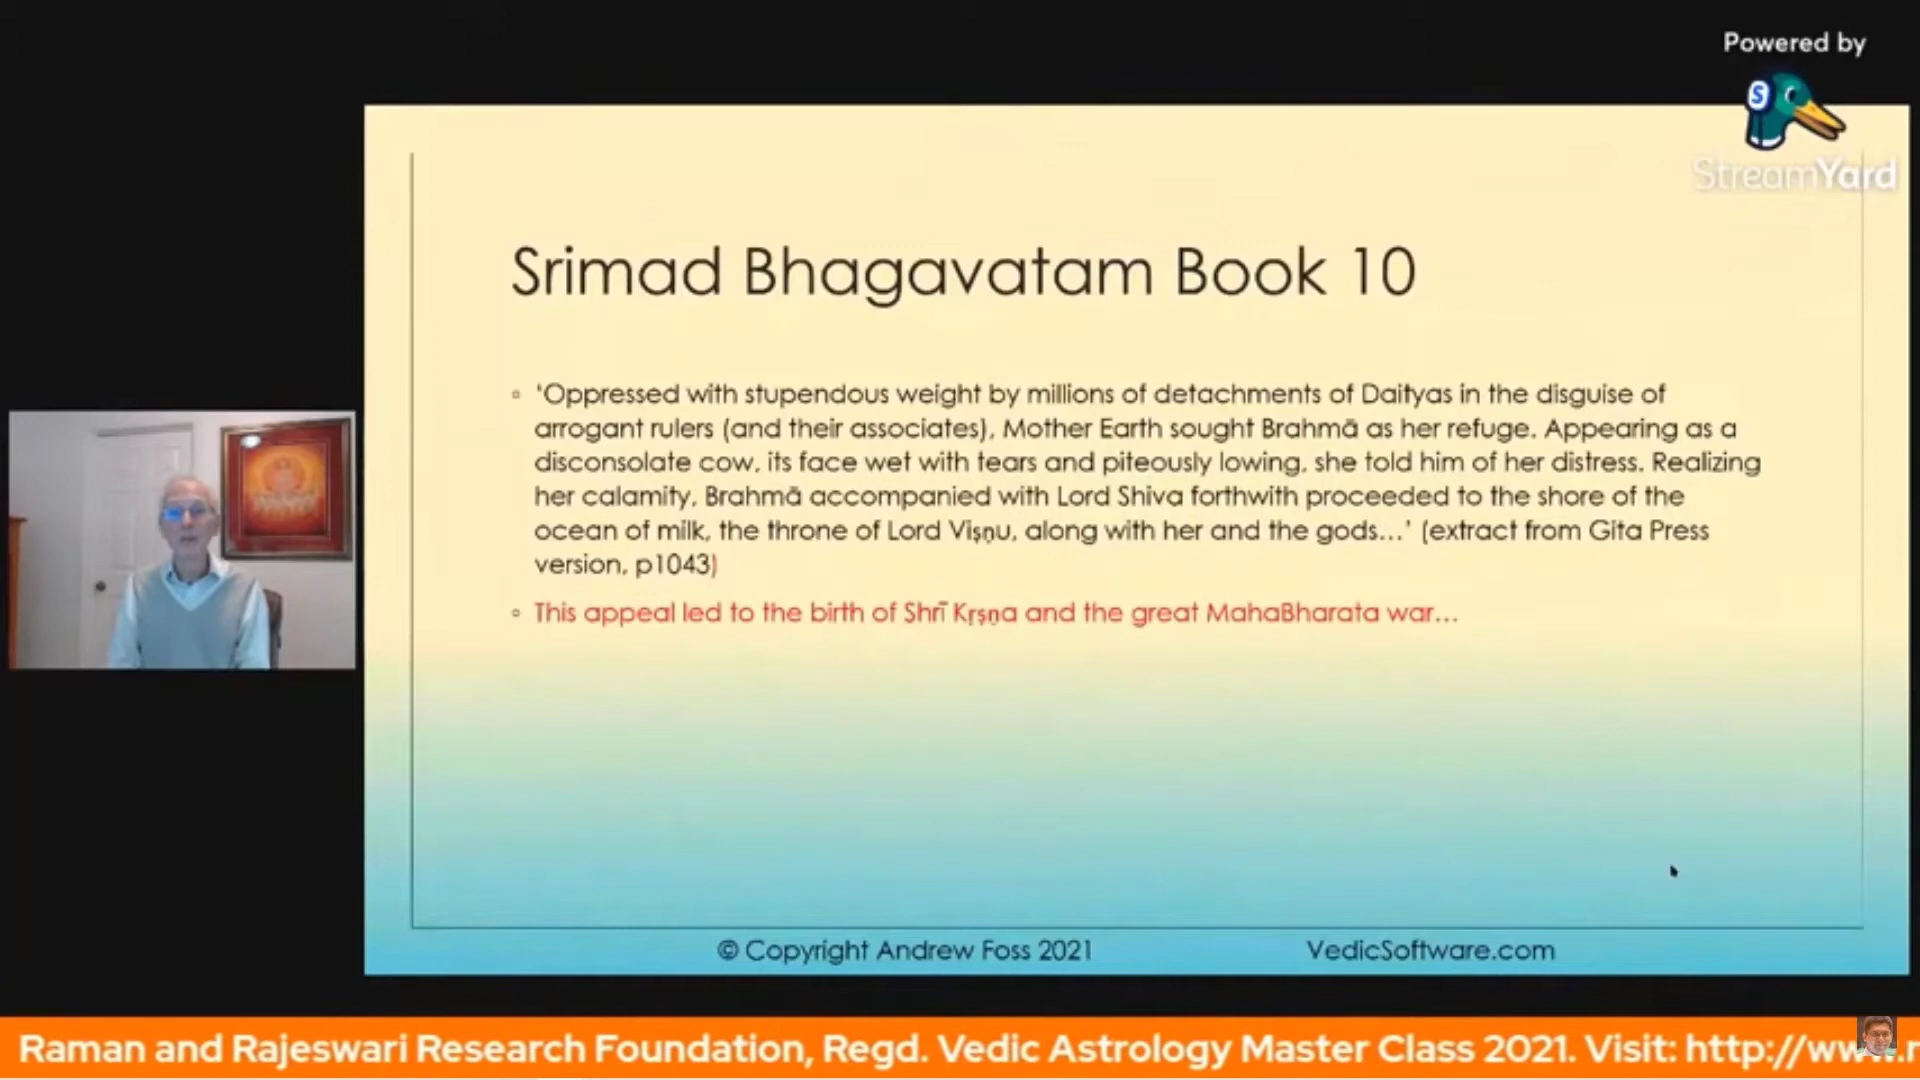 Powered by
StreamYard
Srimad Bhagavatam Book 10
◦ ‘Oppressed with stupendous weight by millions of detachments of Daityas in the disguise of
arrogant rulers (and their associates), Mother Earth sought Brahmā as her refuge. Appearing as a
disconsolate cow, its face wet with tears and piteously lowing, she told him of her distress. Realizing
her calamity, Brahmā accompanied with Lord Shiva forthwith proceeded to the shore of the
ocean of milk, the throne of Lord Viṣṇu, along with her and the gods…’ (extract from Gita Press
version, p1043)
◦ This appeal led to the birth of Shrī Kṛṣṇa and the great MahaBharata war…
© Copyright Andrew Foss 2021 VedicSoftware.com
Raman and Rajeswari Research Foundation, Regd. Vedic Astrology Master Class 2021. Visit: http://